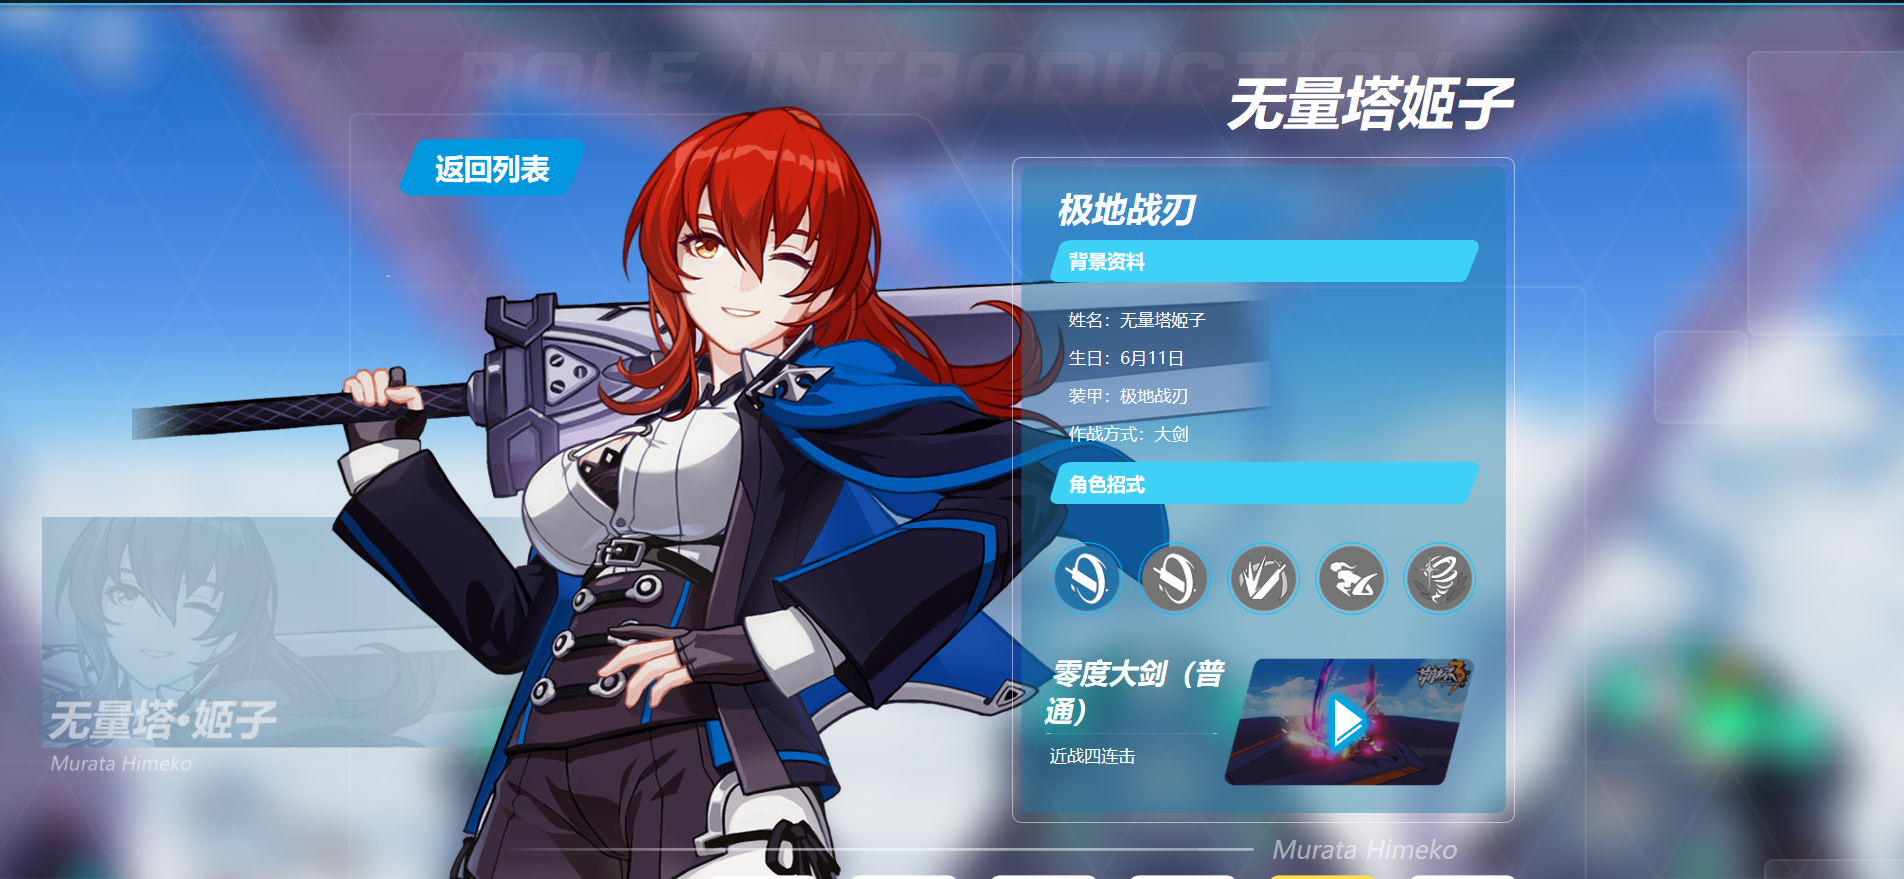 ROLE INTRODUCTION
无量塔姬子
返回列表
极地战刃
背景资料
姓名：无量塔姬子
生日：6月11日
装甲：极地战刃
作战方式：大剑
角色招式
零度大剑（普
通）
近战四连击
崩坏3
无量塔•姬子
Murata Himeko
Murata Himeko